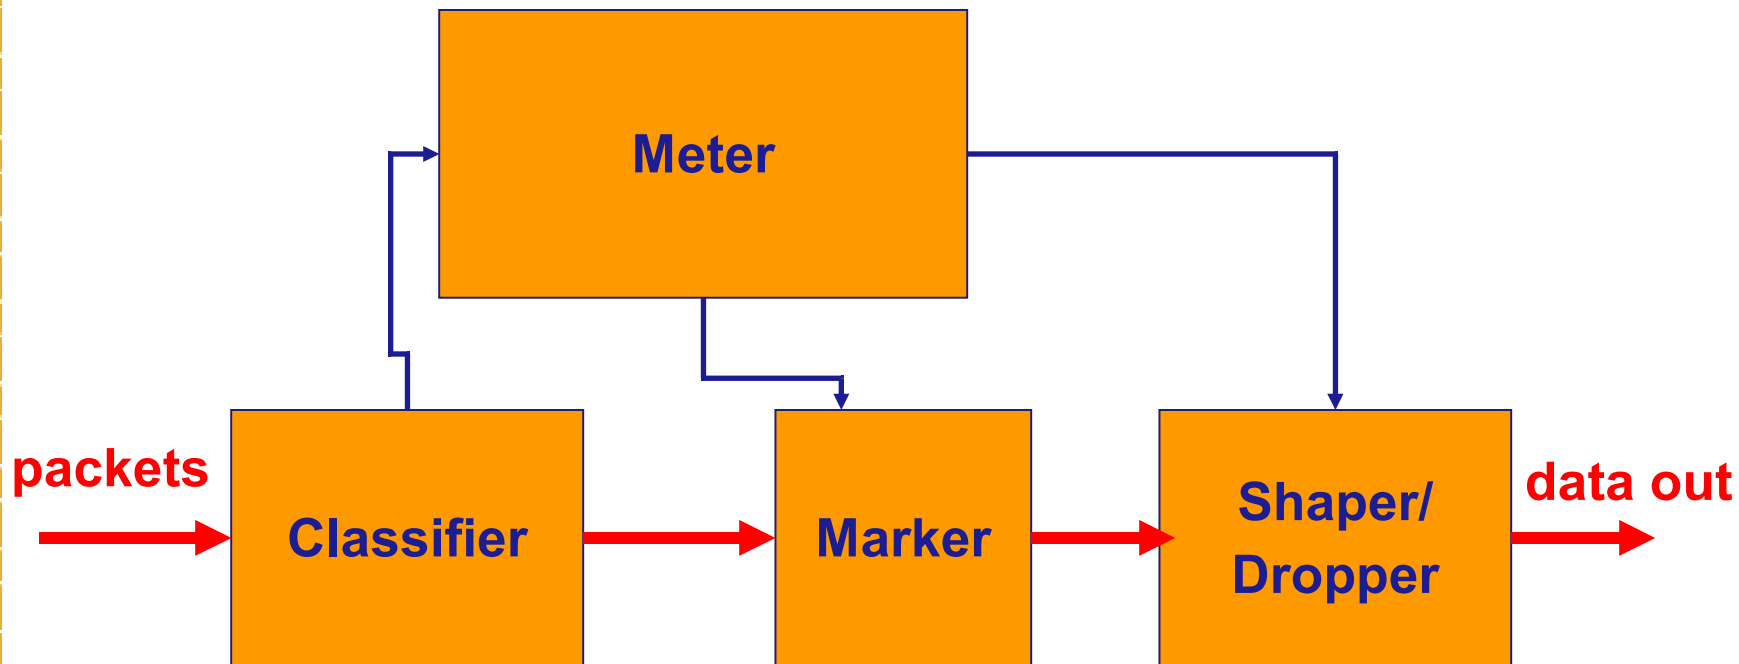 Meter
packets
Classifier
Marker
Shaper/
Dropper
data out